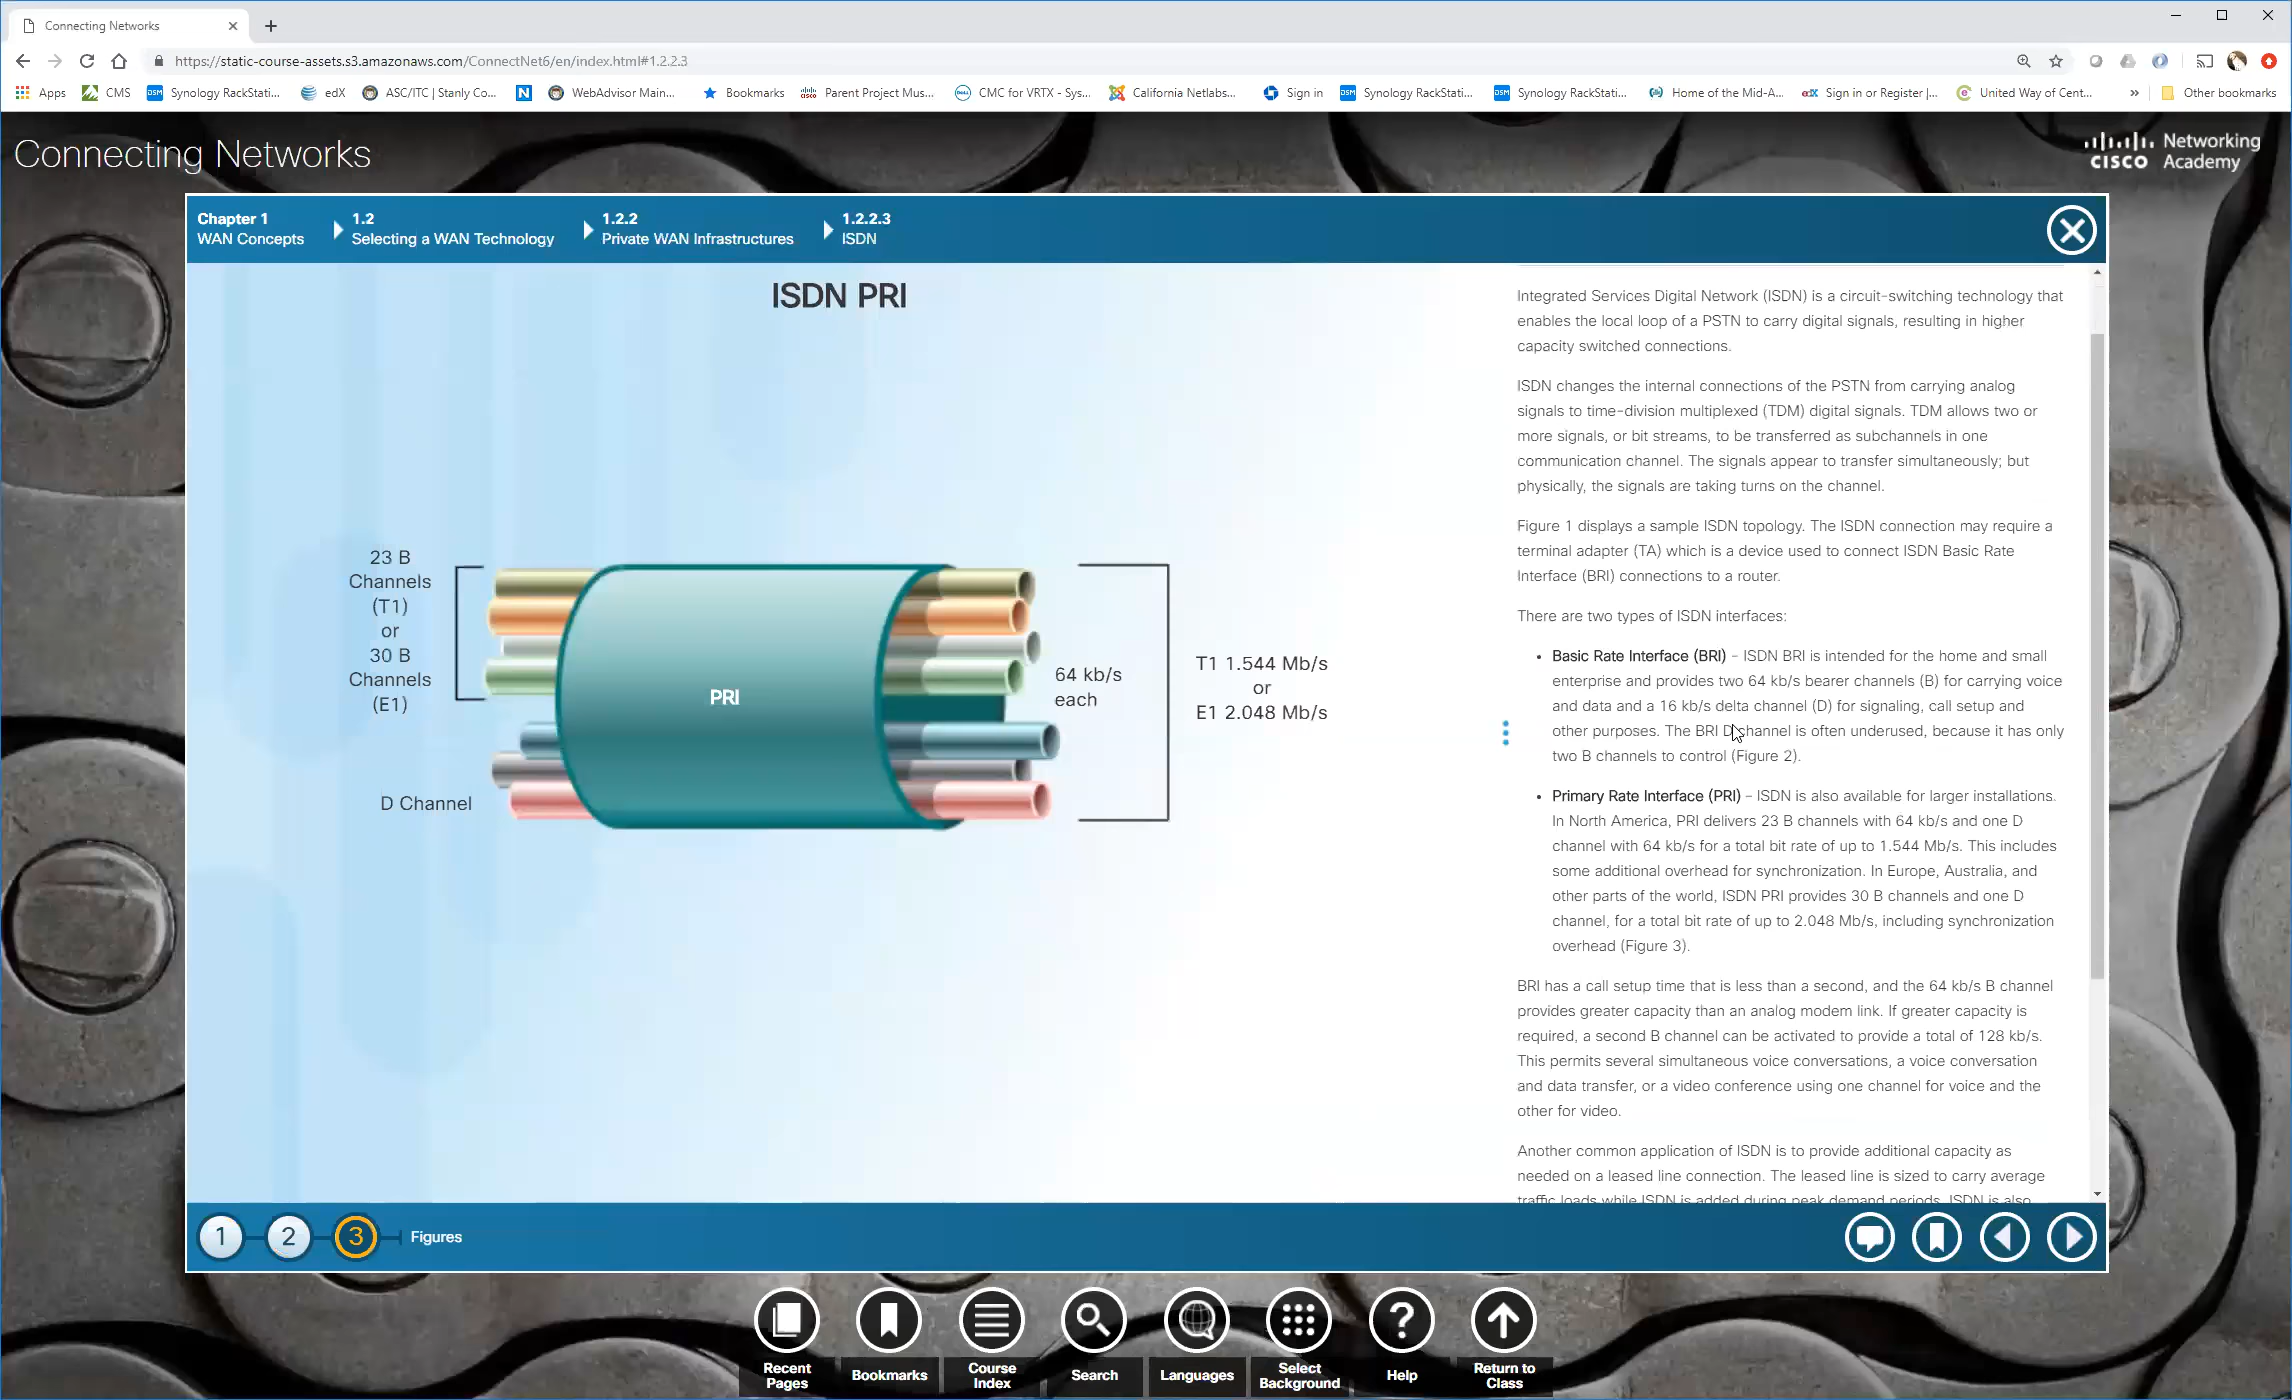 Connecting Networks
https://static-course-assets.s3.amazonaws.com/ConnectNet6/en/index.html#1.2.2.3
Apps CMS Synology RackStati... edX ASC/ITC | Stanly Co... WebAdvisor Main... Bookmarks Parent Project Mus... CMC for VRTX - Sys... California Netlabs... Sign in Synology RackStati... Synology RackStati... Home of the Mid-A... Sign in or Register |... United Way of Cent... » Other bookmarks
Connecting Networks
CISCO Networking Academy
Chapter 1
WAN Concepts
1.2
Selecting a WAN Technology
1.2.2
Private WAN Infrastructures
1.2.2.3
ISDN
ISDN PRI
23 B
Channels
(T1)
or
30 B
Channels
(E1)
D Channel
PRI
64 kb/s
each
T1 1.544 Mb/s
or
E1 2.048 Mb/s
Integrated Services Digital Network (ISDN) is a circuit-switching technology that
enables the local loop of a PSTN to carry digital signals, resulting in higher
capacity switched connections.
ISDN changes the internal connections of the PSTN from carrying analog
signals to time-division multiplexed (TDM) digital signals. TDM allows two or
more signals, or bit streams, to be transferred as subchannels in one
communication channel. The signals appear to transfer simultaneously; but
physically, the signals are taking turns on the channel.
Figure 1 displays a sample ISDN topology. The ISDN connection may require a
terminal adapter (TA) which is a device used to connect ISDN Basic Rate
Interface (BRI) connections to a router.
There are two types of ISDN interfaces:
• Basic Rate Interface (BRI) - ISDN BRI is intended for the home and small
enterprise and provides two 64 kb/s bearer channels (B) for carrying voice
and data and a 16 kb/s delta channel (D) for signaling, call setup and
other purposes. The BRI D channel is often underused, because it has only
two B channels to control (Figure 2).
• Primary Rate Interface (PRI) - ISDN is also available for larger installations.
In North America, PRI delivers 23 B channels with 64 kb/s and one D
channel with 64 kb/s for a total bit rate of up to 1.544 Mb/s. This includes
some additional overhead for synchronization. In Europe, Australia, and
other parts of the world, ISDN PRI provides 30 B channels and one D
channel, for a total bit rate of up to 2.048 Mb/s, including synchronization
overhead (Figure 3).
BRI has a call setup time that is less than a second, and the 64 kb/s B channel
provides greater capacity than an analog modem link. If greater capacity is
required, a second B channel can be activated to provide a total of 128 kb/s.
This permits several simultaneous voice conversations, a voice conversation
and data transfer, or a video conference using one channel for voice and the
other for video.
Another common application of ISDN is to provide additional capacity as
needed on a leased line connection. The leased line is sized to carry average
traffic loads while ISDN is added during peak demand periods. ISDN is also
1 2 3 Figures
Recent Pages
Bookmarks
Course Index
Search
Languages
Select Background
Help
Return to Class